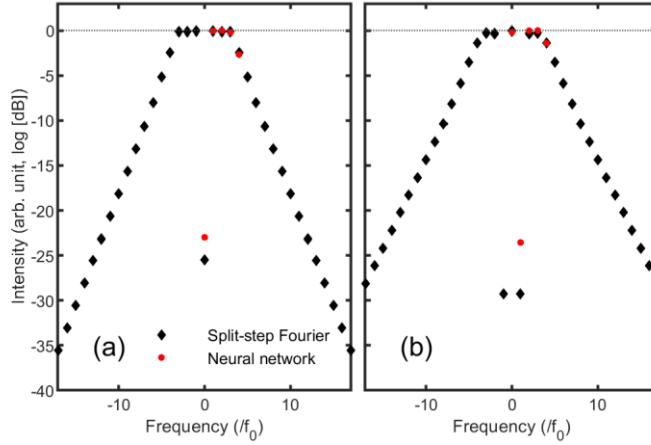 Intensity (arb. unit, log [dB])
0
-5
-10
-15
-20
-25
-30
-35
-40
(a)
Split-step Fourier
Neural network
(b)
-10 0 10
-10 0 10
Frequency (/f0)
Frequency (/f0)